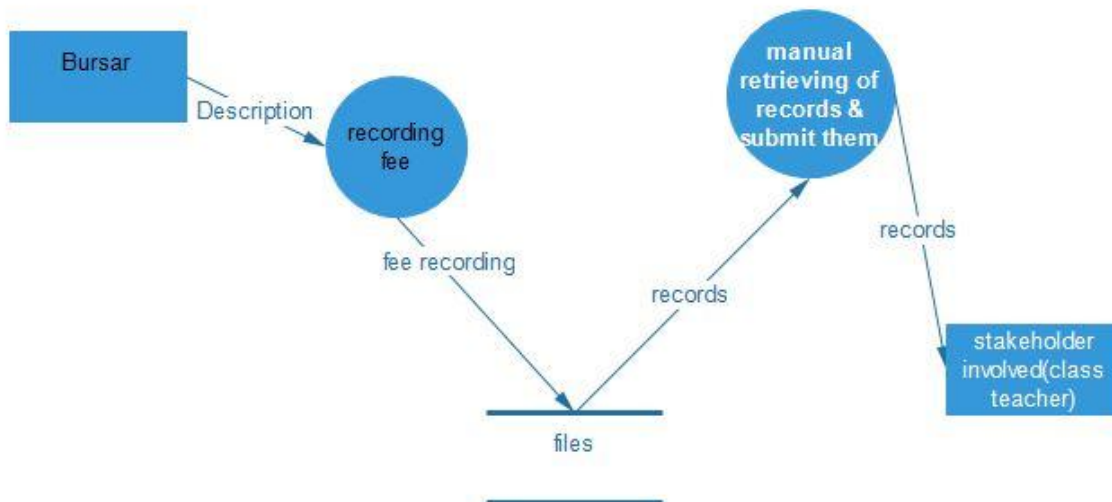 Bursar
Description
recording
fee
fee recording
files
records
manual
retrieving of
records &
submit them
records
stakeholder
involved(class
teacher)